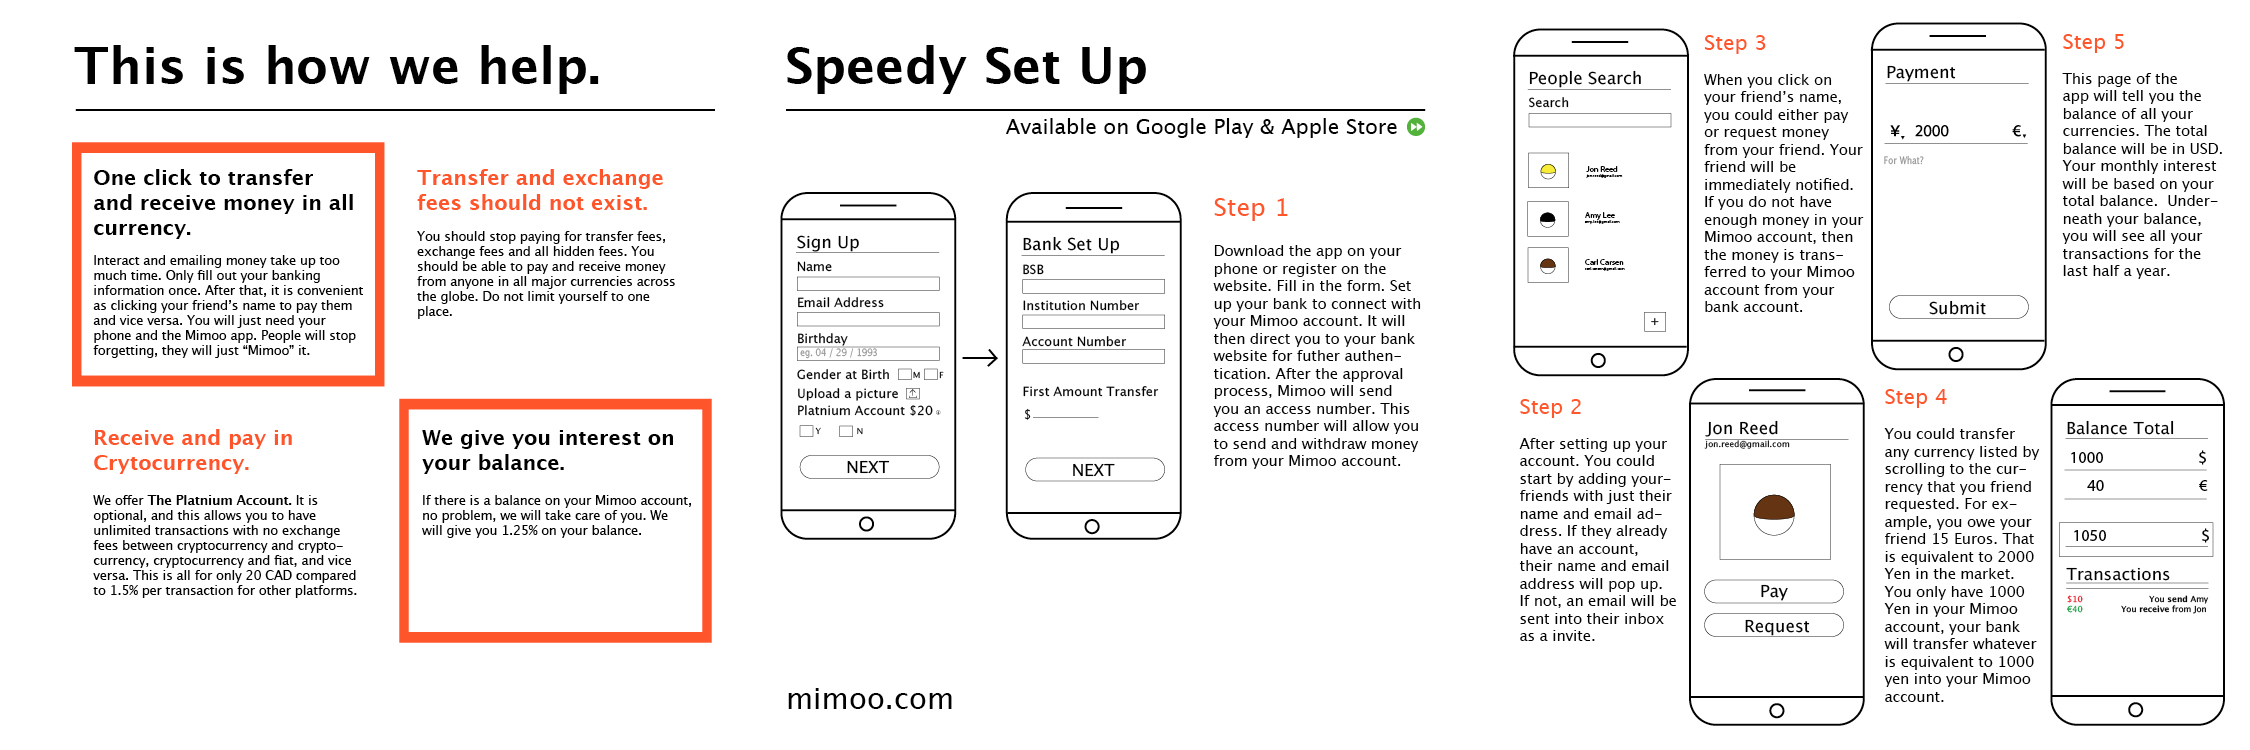 This is how we help.
One click to transfer
and receive money in all
currency.
Interact and emailing money take up too
much time. Only fill out your banking
information once. After that, it is convenient
as clicking your friend’s name to pay them
and vice versa. You will just need your
phone and the Mimoo app. People will stop
forgetting, they will just “Mimoo” it.
Transfer and exchange
fees should not exist.
You should stop paying for transfer fees,
exchange fees and all hidden fees. You
should be able to pay and receive money
from anyone in all major currencies across
the globe. Do not limit yourself to one
place.
Receive and pay in
Crytocurrency.
We offer The Platnium Account. It is
optional, and this allows you to have
unlimited transactions with no exchange
fees between cryptocurrency and crypto-
currency, cryptocurrency and fiat, and vice
versa. This is all for only 20 CAD compared
to 1.5% per transaction for other platforms.
We give you interest on
your balance.
If there is a balance on your Mimoo account,
no problem, we will take care of you. We
will give you 1.25% on your balance.
Speedy Set Up
Available on Google Play & Apple Store
Sign Up
Name
Email Address
Birthday
eg. 04 / 29 / 1993
Gender at Birth M F
Upload a picture
Platnium Account $20
Y N
NEXT
Bank Set Up
BSB
Institution Number
Account Number
First Amount Transfer
$
NEXT
Step 1
Download the app on your
phone or register on the
website. Fill in the form. Set
up your bank to connect with
your Mimoo account. It will
then direct you to your bank
website for futher authen-
tication. After the approval
process, Mimoo will send
you an access number. This
access number will allow you
to send and withdraw money
from your Mimoo account.
mimoo.com
People Search
Search
Jon Reed
jon.reed@gmail.com
Amy Lee
amy.lee@gmail.com
Carl Carsen
carl.carsen@gmail.com
+
Step 2
After setting up your
account. You could
start by adding your-
friends with just their
name and email ad-
dress. If they already
have an account,
their name and email
address will pop up.
If not, an email will be
sent into their inbox
as a invite.
Step 3
When you click on
your friend’s name,
you could either pay
or request money
from your friend. Your
friend will be
immediately notified.
If you do not have
enough money in your
Mimoo account, then
the money is trans-
ferred to your Mimoo
account from your
bank account.
Jon Reed
jon.reed@gmail.com
Pay
Request
Payment
¥ 2000 €
For What?
Submit
Step 4
You could transfer
any currency listed by
scrolling to the cur-
rency that you friend
requested. For ex-
ample, you owe your
friend 15 Euros. That
is equivalent to 2000
Yen in the market.
You only have 1000
Yen in your Mimoo
account, your bank
will transfer whatever
is equivalent to 1000
yen into your Mimoo
account.
Step 5
This page of the
app will tell you the
balance of all your
currencies. The total
balance will be in USD.
Your monthly interest
will be based on your
total balance. Under-
neath your balance,
you will see all your
transactions for the
last half a year.
Balance Total
1000 $
40 €
1050 $
Transactions
$10 You send Amy
€40 You receive from Jon